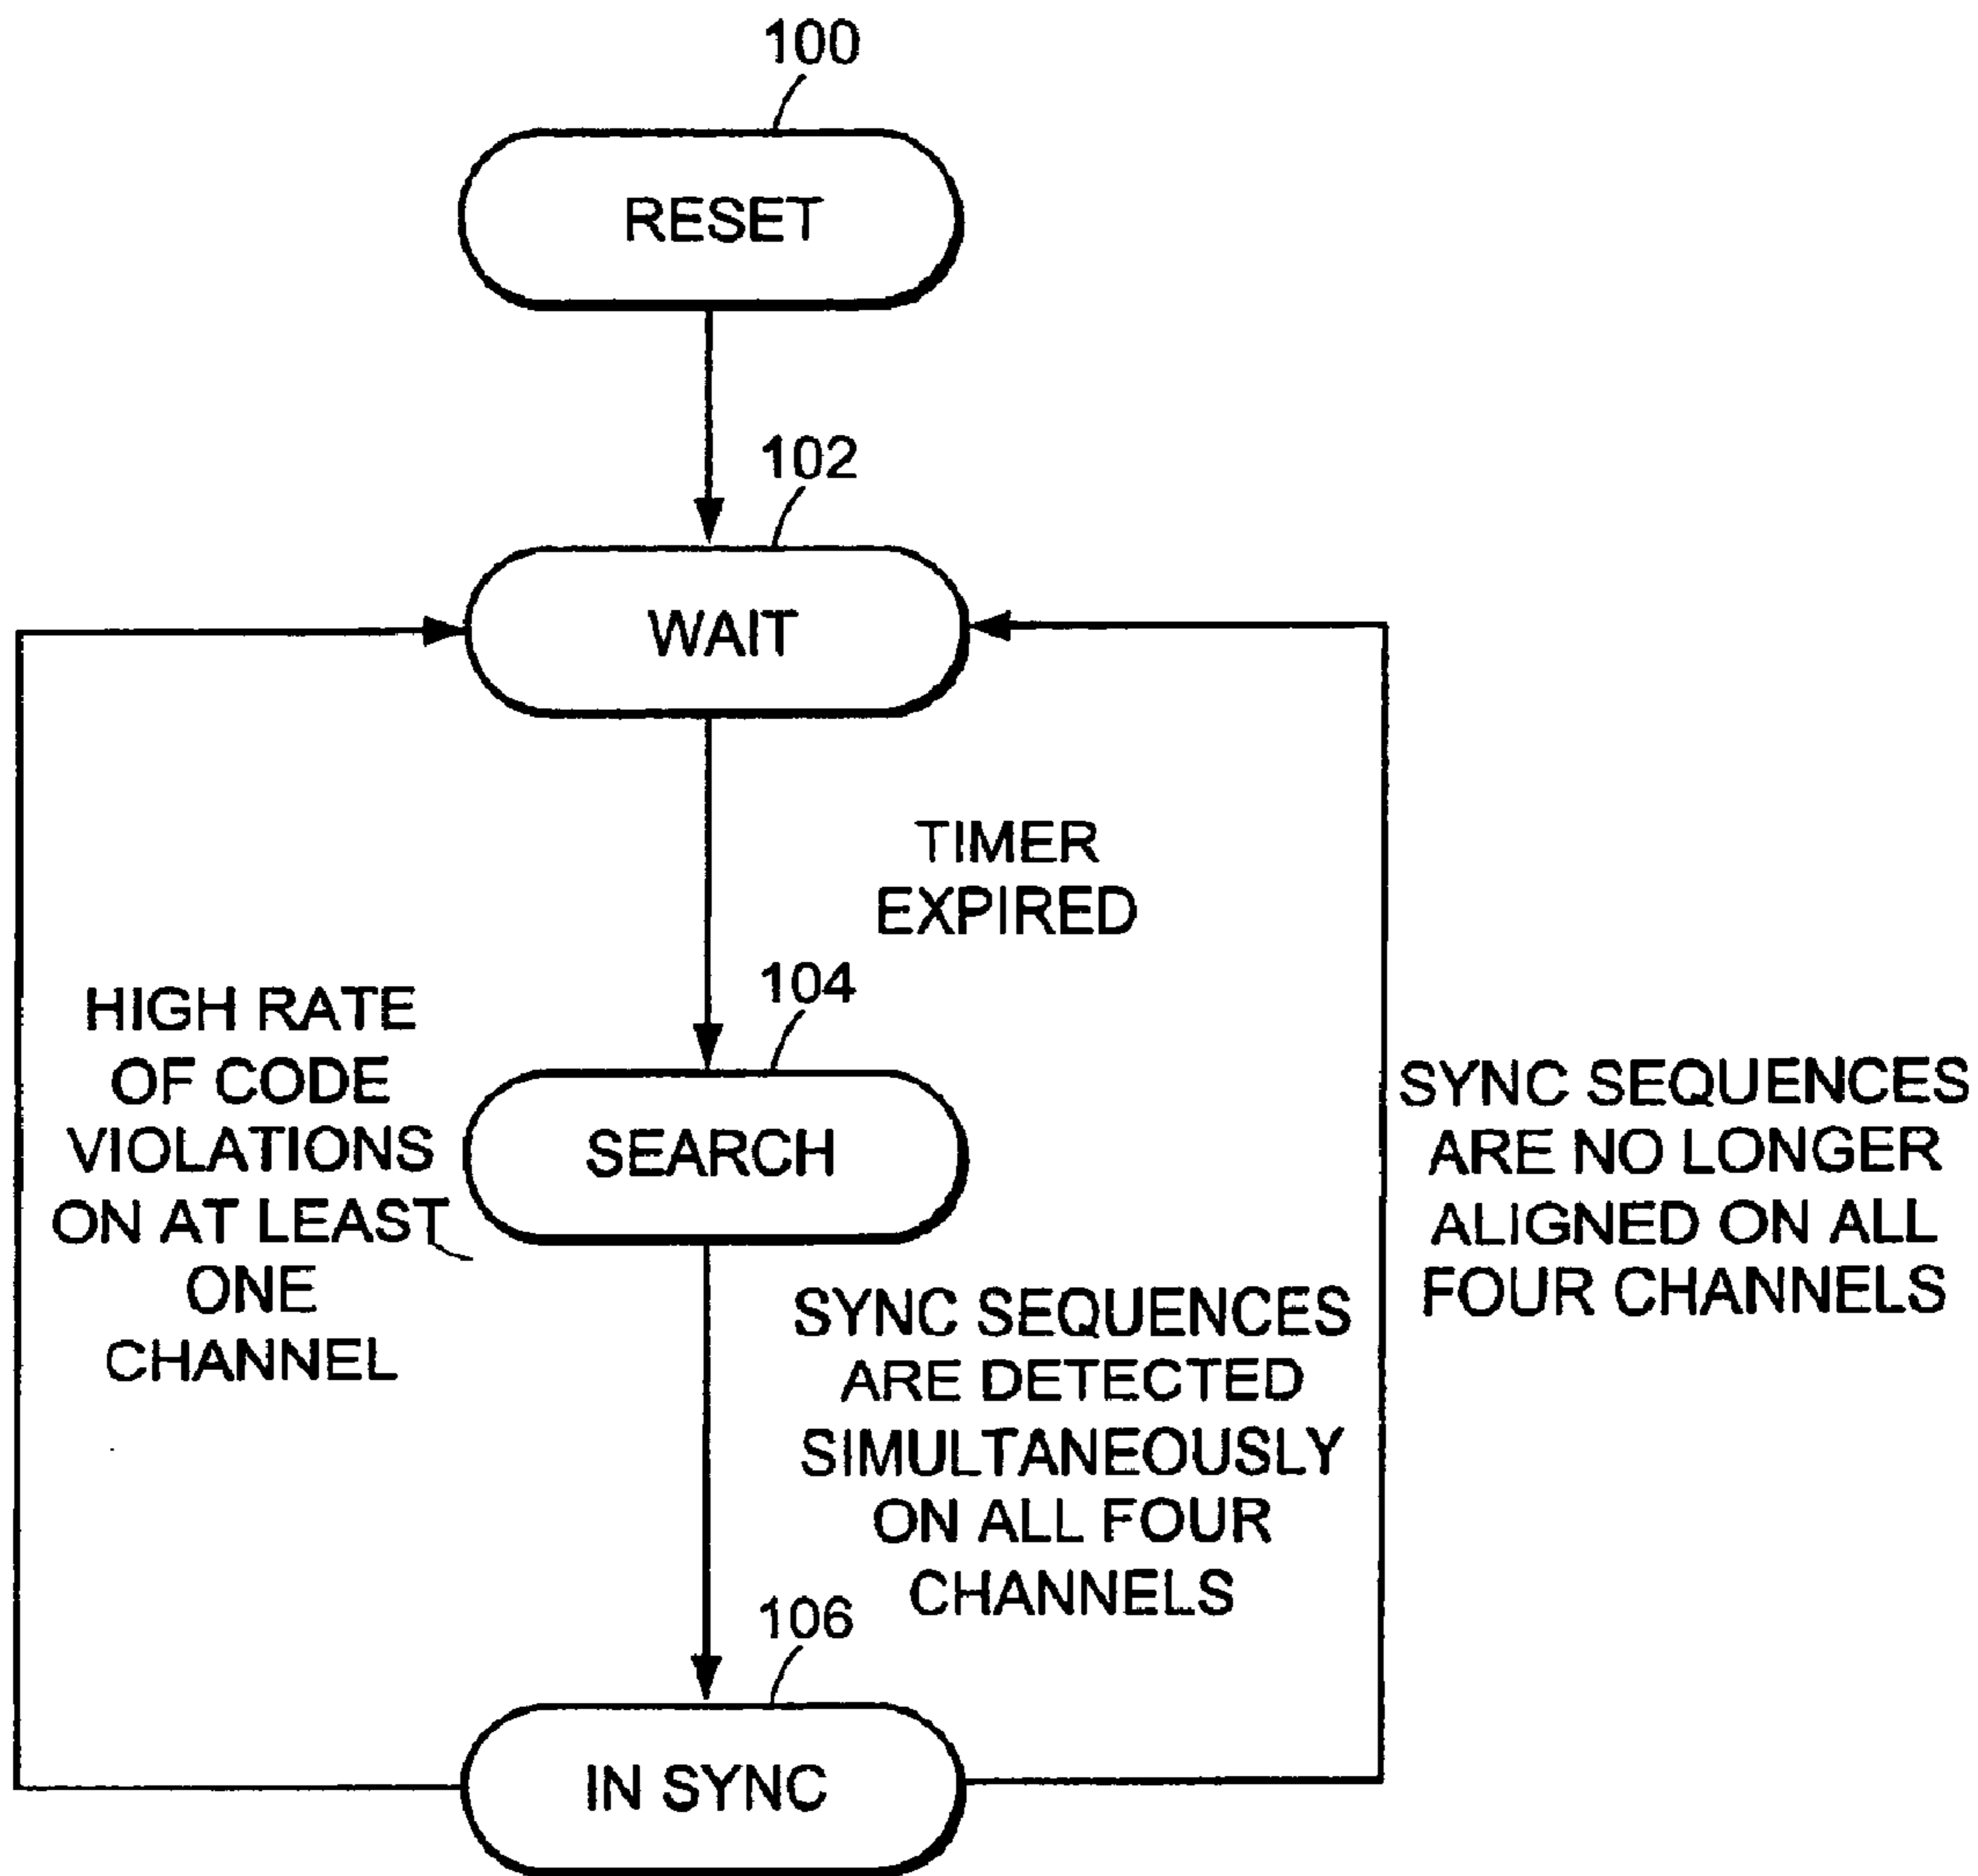 100
RESET
102
WAIT
TIMER
EXPIRED
104
HIGH RATE
OF CODE
VIOLATIONS
ON AT LEAST
ONE
CHANNEL
SEARCH
SYNC SEQUENCES
ARE NO LONGER
ALIGNED ON ALL
FOUR CHANNELS
SYNC SEQUENCES
ARE DETECTED
SIMULTANEOUSLY
ON ALL FOUR
CHANNELS
106
IN SYNC